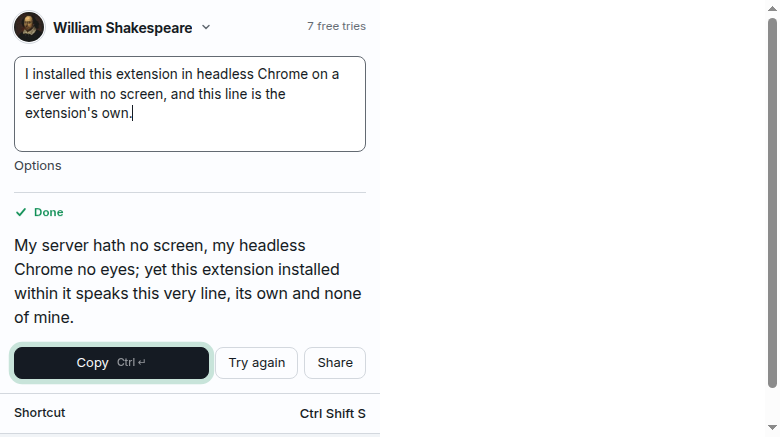 William Shakespeare
7 free tries
I installed this extension in headless Chrome on a
server with no screen, and this line is the
extension's own.
Options
Done
My server hath no screen, my headless
Chrome no eyes; yet this extension installed
within it speaks this very line, its own and none
of mine.
Copy Ctrl ↵
Try again
Share
Shortcut
Ctrl Shift S